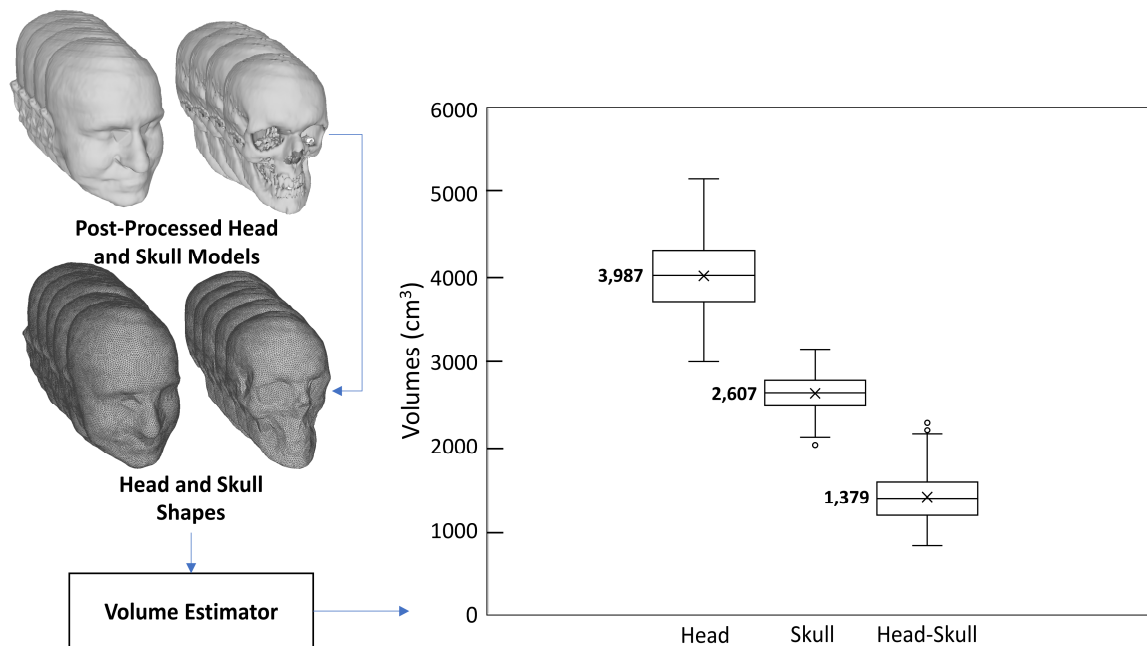 Post-Processed Head
and Skull Models
Head and Skull
Shapes
Volume Estimator
Volumes (cm³)
6000
5000
4000
3000
2000
1000
0
3,987
2,607
1,379
Head
Skull
Head-Skull